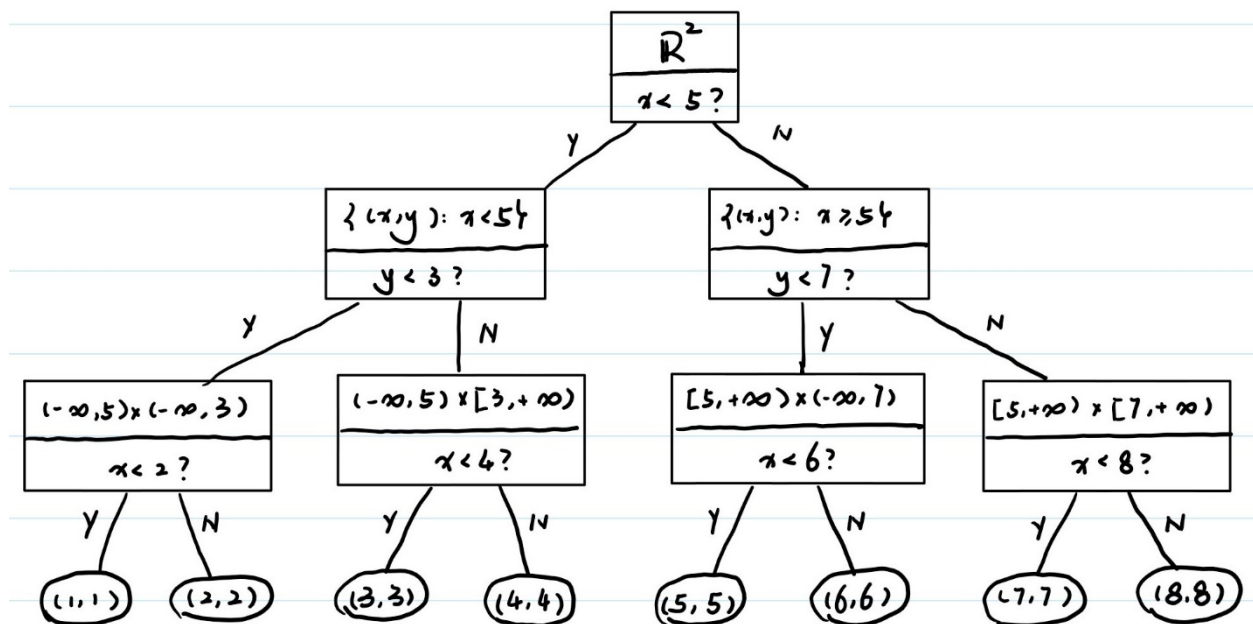 ℝ²
x < 5 ?
Y
N
{(x,y): x<5}
{(x,y): x≥5}
y < 3 ?
y < 7 ?
Y
N
Y
N
(-∞,5)×(-∞,3)
(-∞,5)×[3,+∞)
[5,+∞)×(-∞,7)
[5,+∞)×[7,+∞)
x < 2 ?
x < 4 ?
x < 6 ?
x < 8 ?
Y
N
Y
N
Y
N
Y
N
(1,1)
(2,2)
(3,3)
(4,4)
(5,5)
(6,6)
(7,7)
(8,8)